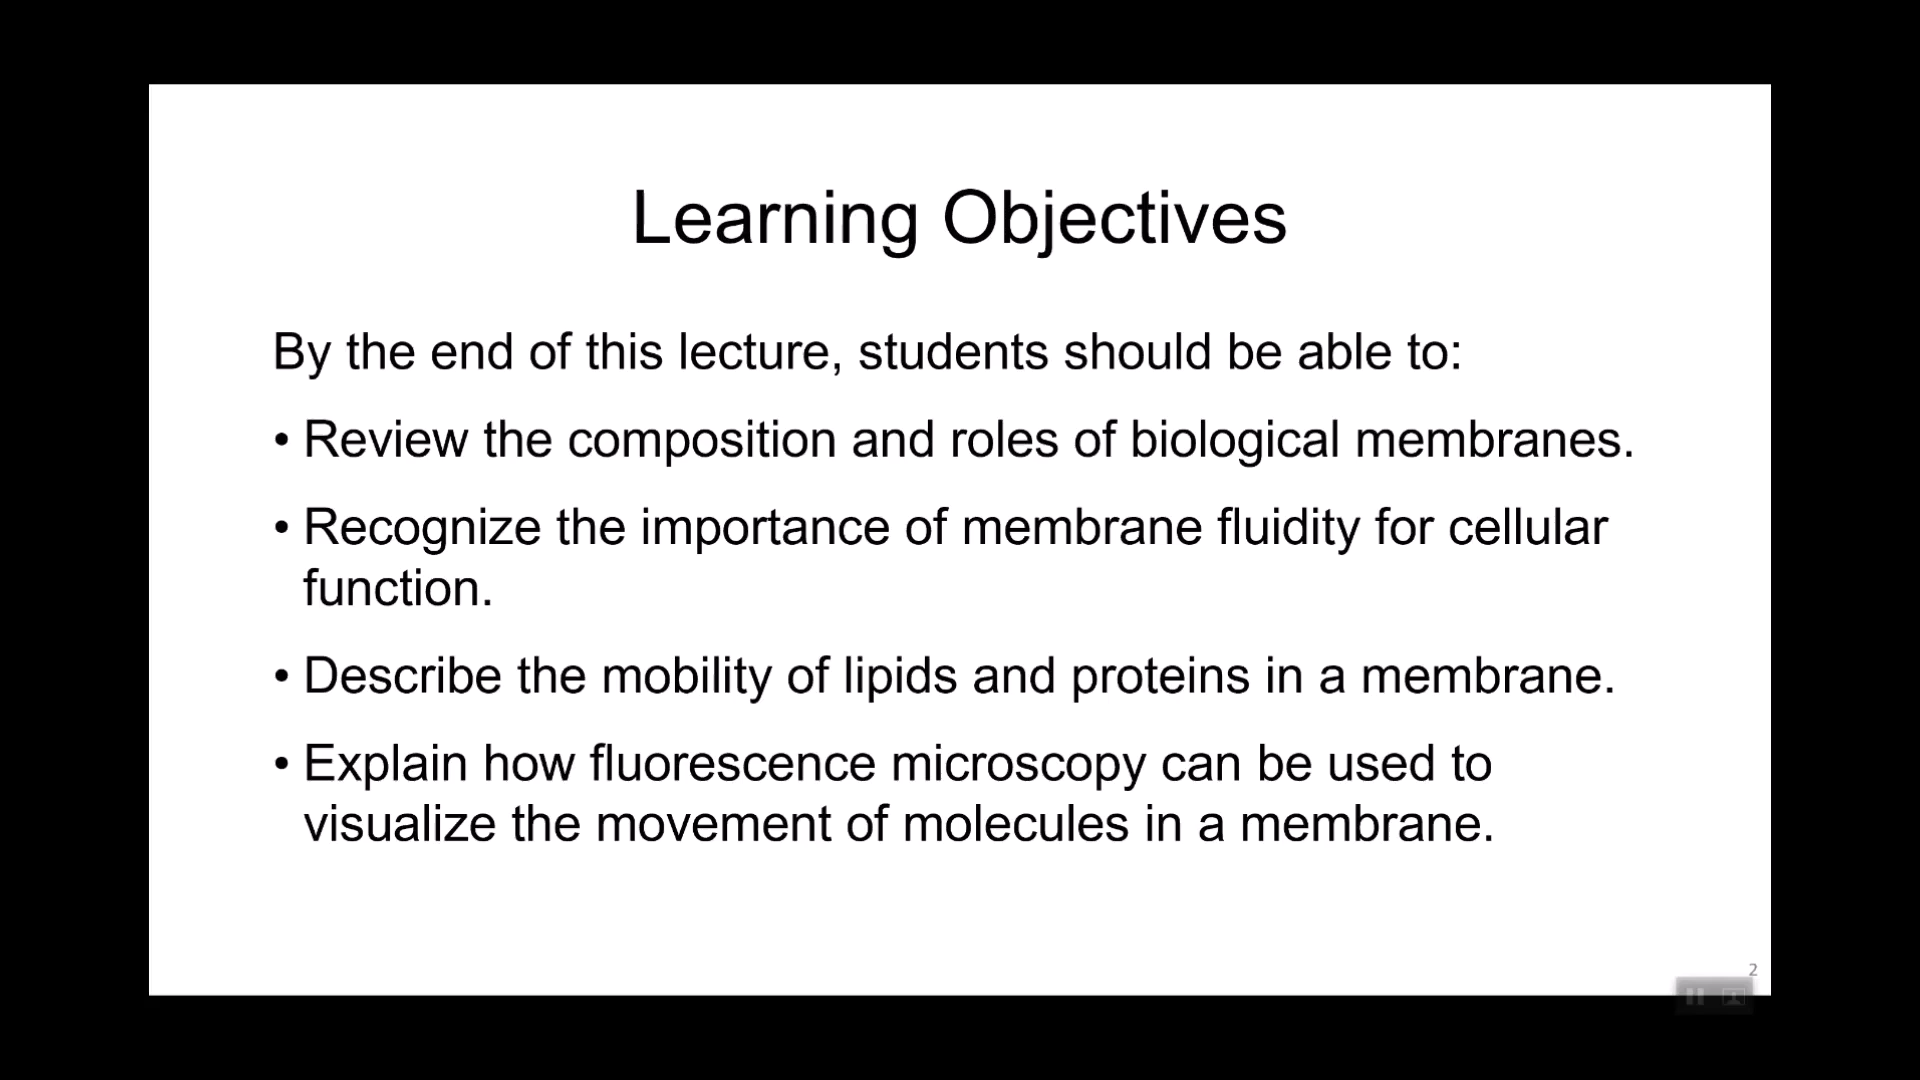 Learning Objectives
By the end of this lecture, students should be able to:
• Review the composition and roles of biological membranes.
• Recognize the importance of membrane fluidity for cellular
function.
• Describe the mobility of lipids and proteins in a membrane.
• Explain how fluorescence microscopy can be used to
visualize the movement of molecules in a membrane.
2